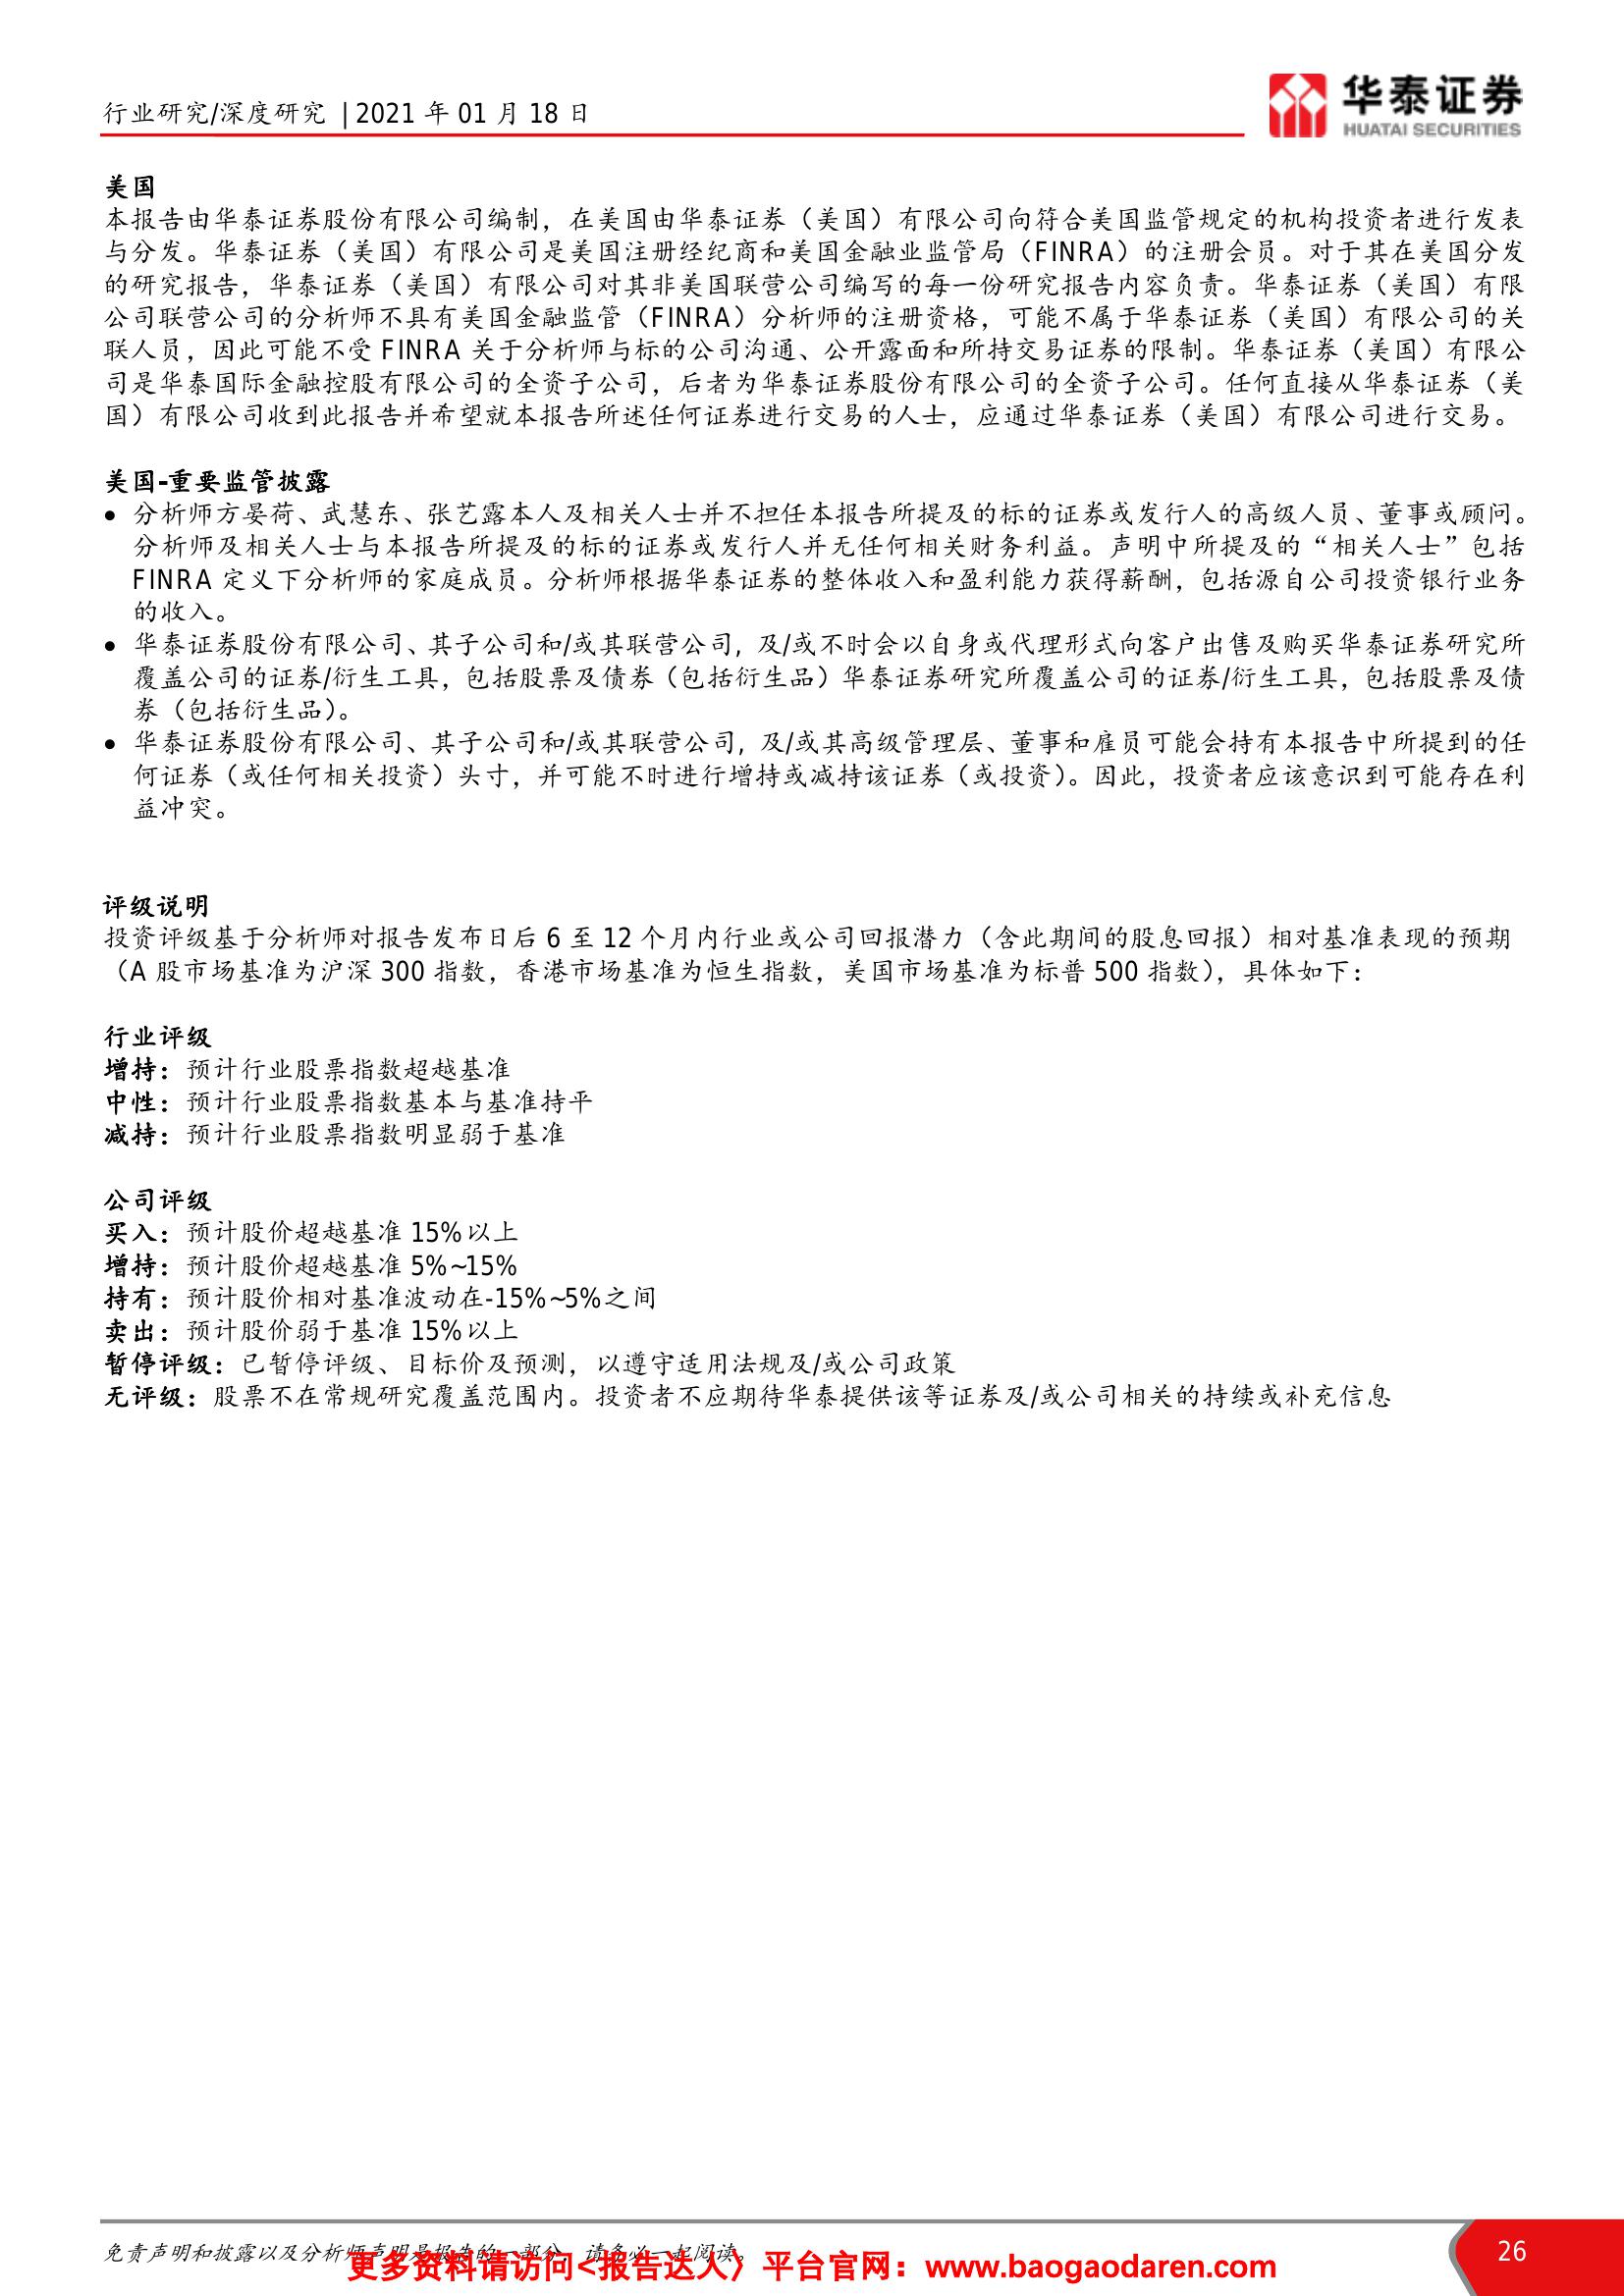 行业研究/深度研究 | 2021 年 01 月 18 日
华泰证券
HUATAI SECURITIES
美国
本报告由华泰证券股份有限公司编制，在美国由华泰证券（美国）有限公司向符合美国监管规定的机构投资者进行发表
与分发。华泰证券（美国）有限公司是美国注册经纪商和美国金融业监管局（FINRA）的注册会员。对于其在美国分发
的研究报告，华泰证券（美国）有限公司对其非美国联营公司编写的每一份研究报告内容负责。华泰证券（美国）有限
公司联营公司的分析师不具有美国金融监管（FINRA）分析师的注册资格，可能不属于华泰证券（美国）有限公司的关
联人员，因此可能不受 FINRA 关于分析师与标的公司沟通、公开露面和所持交易证券的限制。华泰证券（美国）有限公
司是华泰国际金融控股有限公司的全资子公司，后者为华泰证券股份有限公司的全资子公司。任何直接从华泰证券（美
国）有限公司收到此报告并希望就本报告所述任何证券进行交易的人士，应通过华泰证券（美国）有限公司进行交易。
美国-重要监管披露
● 分析师方晏荷、武慧东、张艺露本人及相关人士并不担任本报告所提及的标的证券或发行人的高级人员、董事或顾问。
分析师及相关人士与本报告所提及的标的证券或发行人并无任何相关财务利益。声明中所提及的“相关人士”包括
FINRA 定义下分析师的家庭成员。分析师根据华泰证券的整体收入和盈利能力获得薪酬，包括源自公司投资银行业务
的收入。
● 华泰证券股份有限公司、其子公司和/或其联营公司, 及/或不时会以自身或代理形式向客户出售及购买华泰证券研究所
覆盖公司的证券/衍生工具，包括股票及债券（包括衍生品）华泰证券研究所覆盖公司的证券/衍生工具，包括股票及债
券（包括衍生品）。
● 华泰证券股份有限公司、其子公司和/或其联营公司, 及/或其高级管理层、董事和雇员可能会持有本报告中所提到的任
何证券（或任何相关投资）头寸，并可能不时进行增持或减持该证券（或投资）。因此，投资者应该意识到可能存在利
益冲突。
评级说明
投资评级基于分析师对报告发布日后 6 至 12 个月内行业或公司回报潜力（含此期间的股息回报）相对基准表现的预期
（A 股市场基准为沪深 300 指数，香港市场基准为恒生指数，美国市场基准为标普 500 指数），具体如下：
行业评级
增持：预计行业股票指数超越基准
中性：预计行业股票指数基本与基准持平
减持：预计行业股票指数明显弱于基准
公司评级
买入：预计股价超越基准 15%以上
增持：预计股价超越基准 5%~15%
持有：预计股价相对基准波动在-15%~5%之间
卖出：预计股价弱于基准 15%以上
暂停评级：已暂停评级、目标价及预测，以遵守适用法规及/或公司政策
无评级：股票不在常规研究覆盖范围内。投资者不应期待华泰提供该等证券及/或公司相关的持续或补充信息
免责声明和披露以及分析师声明是报告的一部分，请务必一起阅读。
26
更多资料请访问<报告达人〉平台官网：www.baogaodaren.com